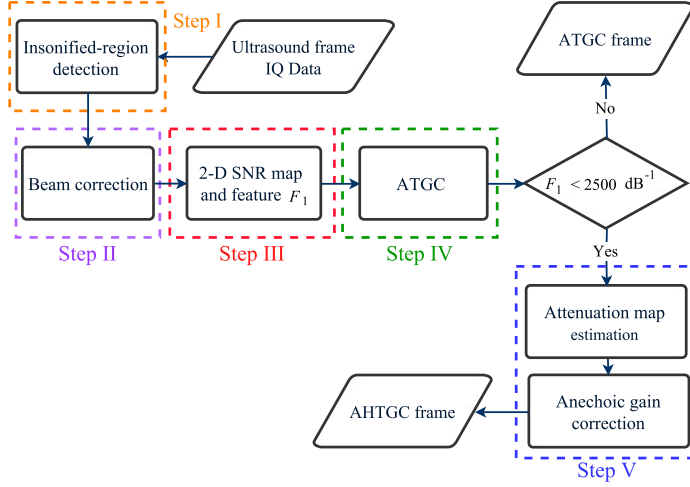 Step I
Insonified-region
detection
Ultrasound frame
IQ Data
ATGC frame
No
Beam correction
2-D SNR map
and feature F₁
ATGC
F₁ < 2500 dB⁻¹
Step II
Step III
Step IV
Yes
Attenuation map
estimation
AHTGC frame
Anechoic gain
correction
Step V